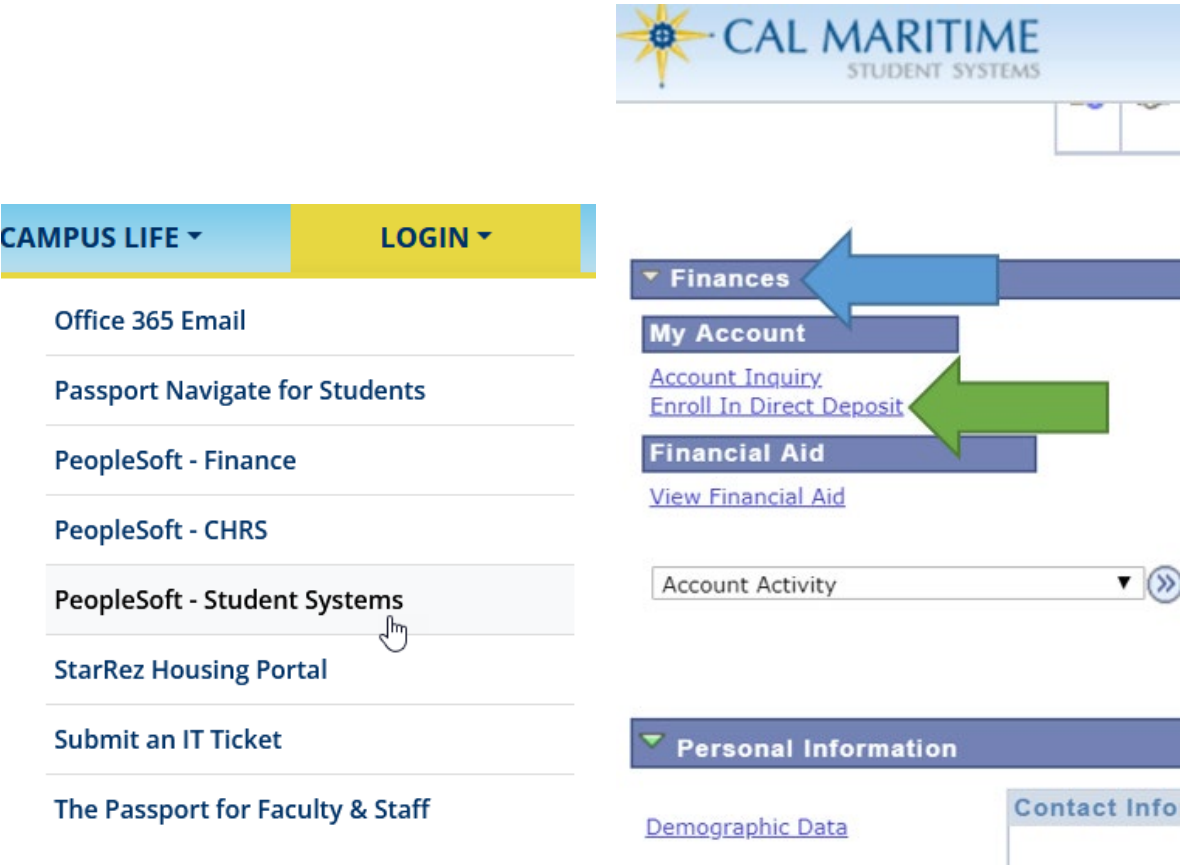 CAMPUS LIFE
LOGIN
Office 365 Email
Passport Navigate for Students
PeopleSoft - Finance
PeopleSoft - CHRS
PeopleSoft - Student Systems
StarRez Housing Portal
Submit an IT Ticket
The Passport for Faculty & Staff
CAL MARITIME
STUDENT SYSTEMS
Finances
My Account
Account Inquiry
Enroll In Direct Deposit
Financial Aid
View Financial Aid
Account Activity
Personal Information
Demographic Data
Contact Info